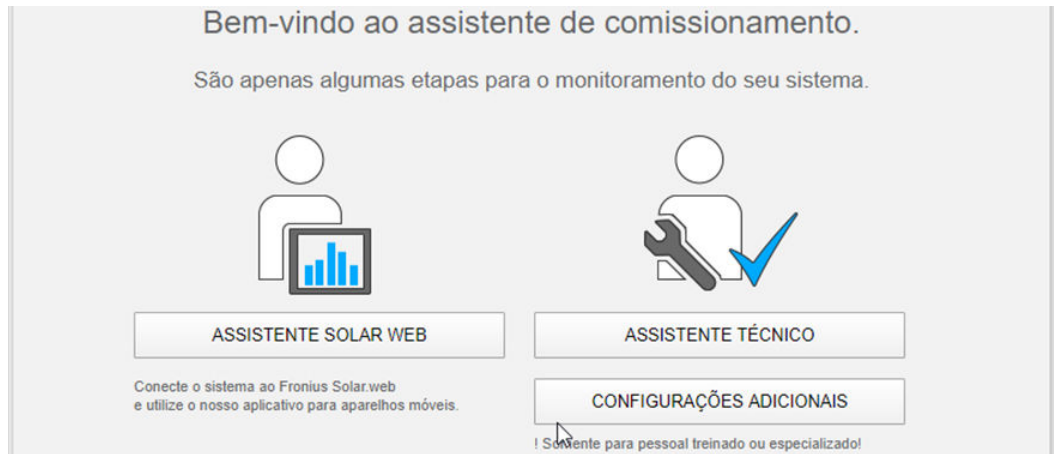 Bem-vindo ao assistente de comissionamento.
São apenas algumas etapas para o monitoramento do seu sistema.
ASSISTENTE SOLAR WEB
Conecte o sistema ao Fronius Solar.web
e utilize o nosso aplicativo para aparelhos móveis.
ASSISTENTE TÉCNICO
CONFIGURAÇÕES ADICIONAIS
! Somente para pessoal treinado ou especializado!